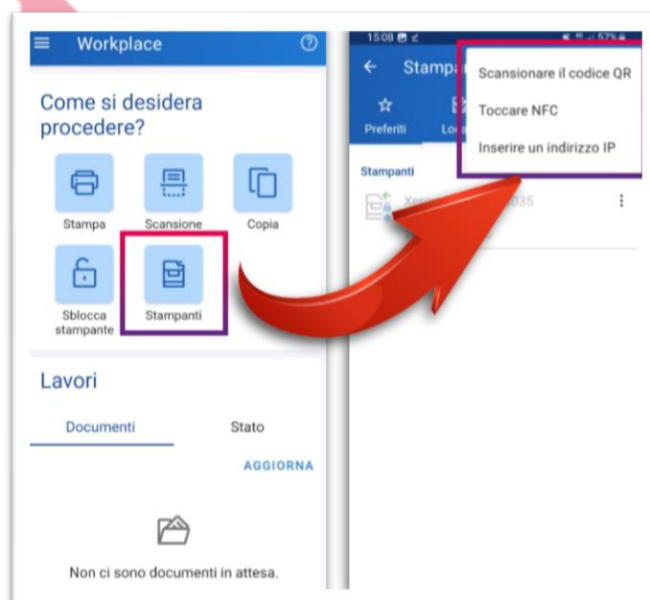 Workplace
Come si desidera
procedere?
Stampa
Scansione
Copia
Sblocca
stampante
Stampanti
Lavori
Documenti
Stato
AGGIORNA
Non ci sono documenti in attesa.
15:08
57%
Scansionare il codice QR
Toccare NFC
Inserire un indirizzo IP
Preferiti
Stampanti